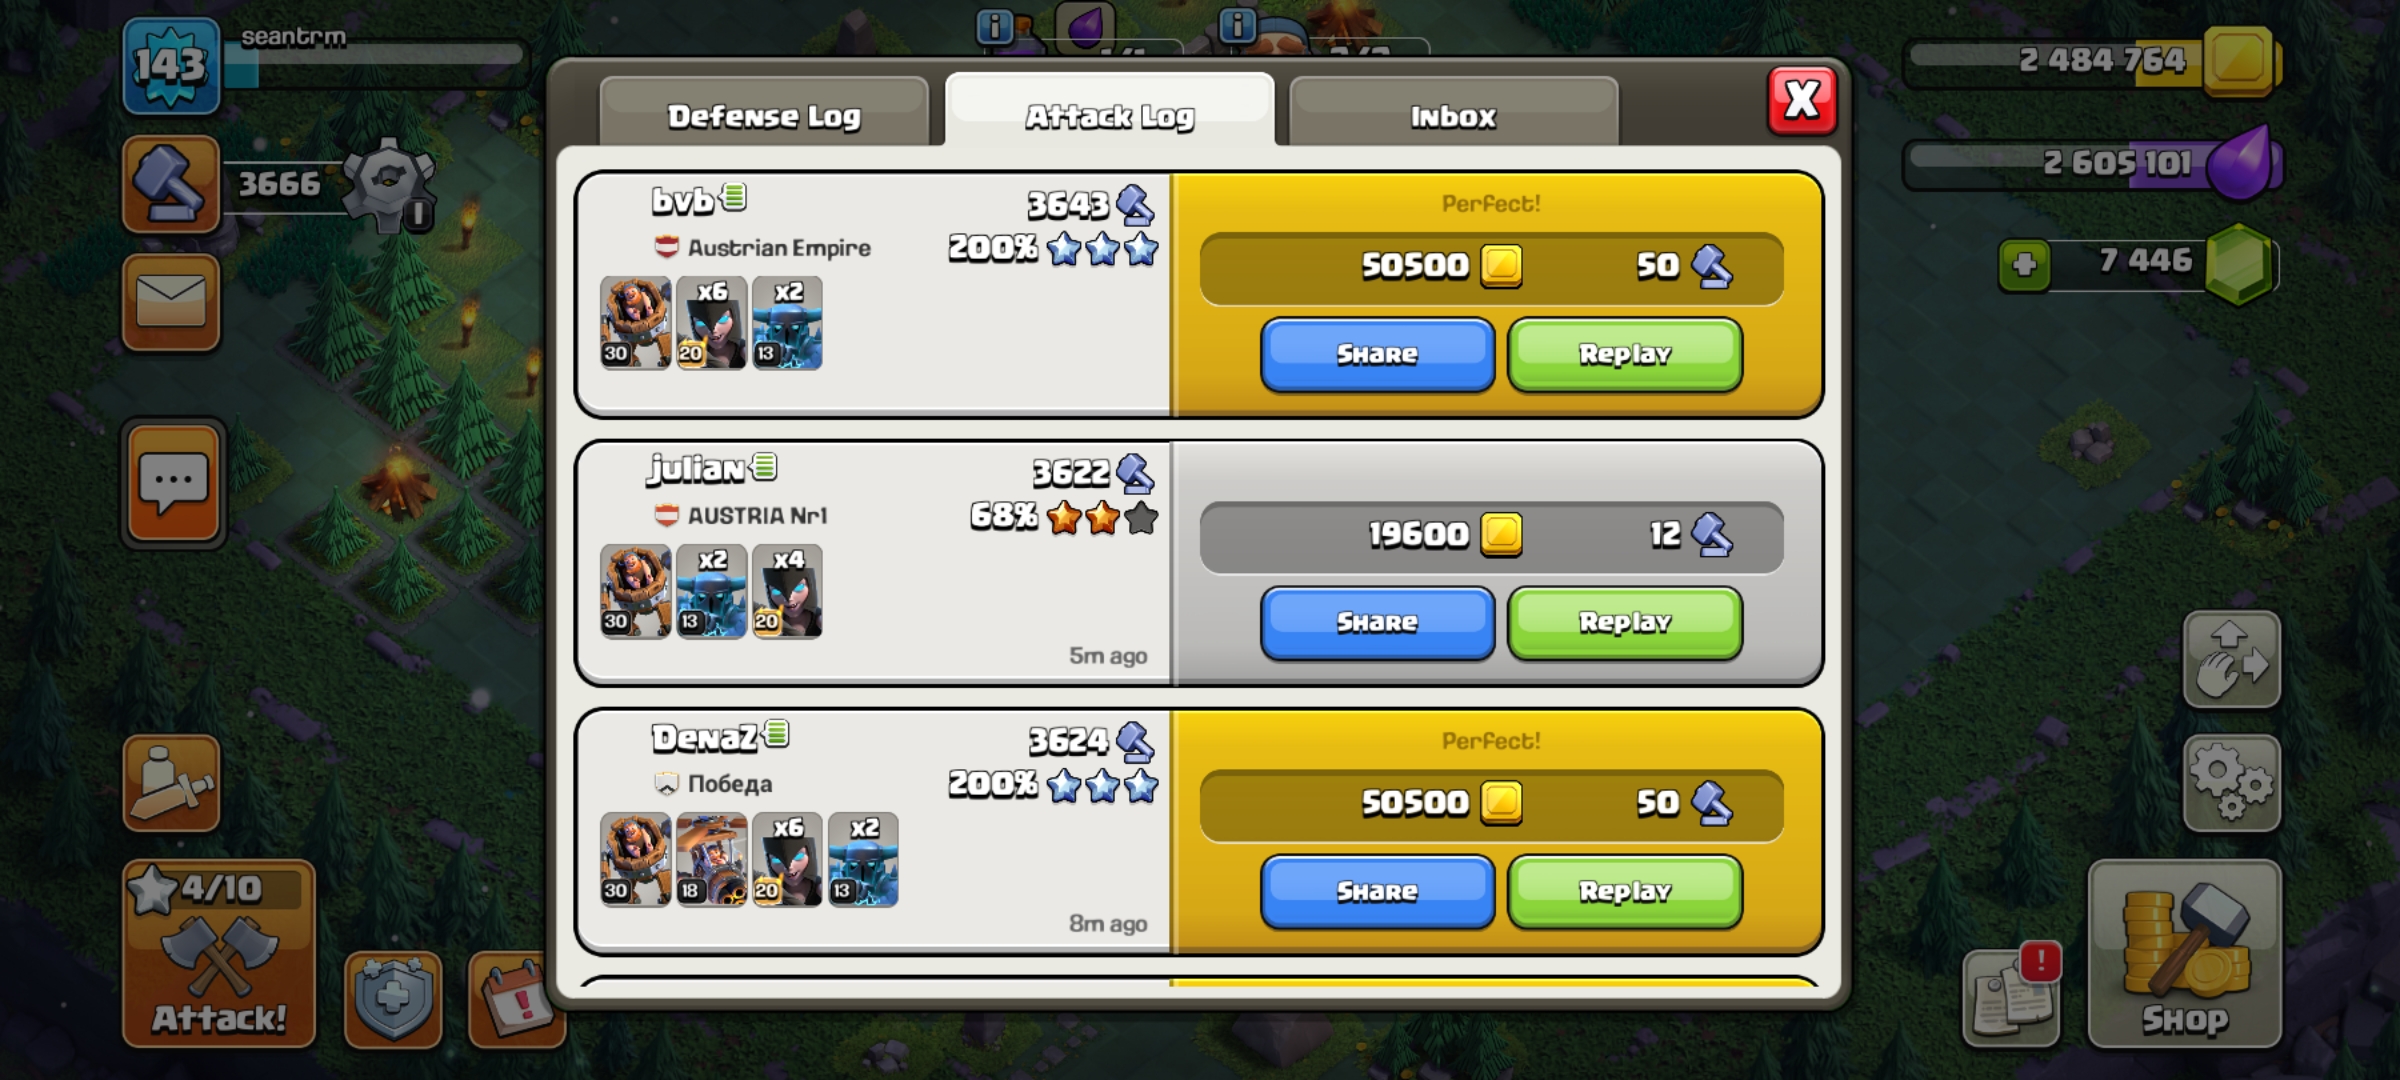 143
seantrm
2 484 764
3666
2 605 101
7 446
Defense Log
Attack Log
Inbox
X
bvb
3643
Austrian Empire
200%
x6
x2
30
20
13
Perfect!
50500
50
Share
Replay
julian
3622
AUSTRIA Nr1
68%
x2
x4
30
13
20
5m ago
19600
12
Share
Replay
DenaZ
3624
Победа
200%
x6
x2
30
18
20
13
8m ago
Perfect!
50500
50
Share
Replay
4/10
Attack!
Shop